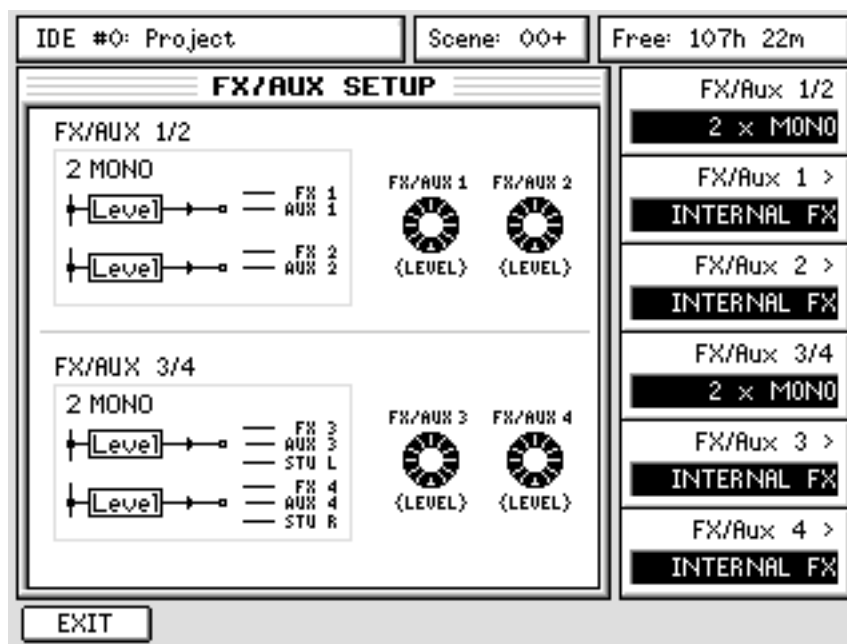 IDE #0: Project
Scene: 00+
Free: 107h 22m
FX/AUX SETUP
FX/AUX 1/2
2 MONO
Level
FX 1
AUX 1
Level
FX 2
AUX 2
FX/AUX 1
FX/AUX 2
{LEVEL}
{LEVEL}
FX/AUX 3/4
2 MONO
Level
FX 3
AUX 3
STU L
Level
FX 4
AUX 4
STU R
FX/AUX 3
FX/AUX 4
{LEVEL}
{LEVEL}
FX/Aux 1/2
2 x MONO
FX/Aux 1 >
INTERNAL FX
FX/Aux 2 >
INTERNAL FX
FX/Aux 3/4
2 x MONO
FX/Aux 3 >
INTERNAL FX
FX/Aux 4 >
INTERNAL FX
EXIT